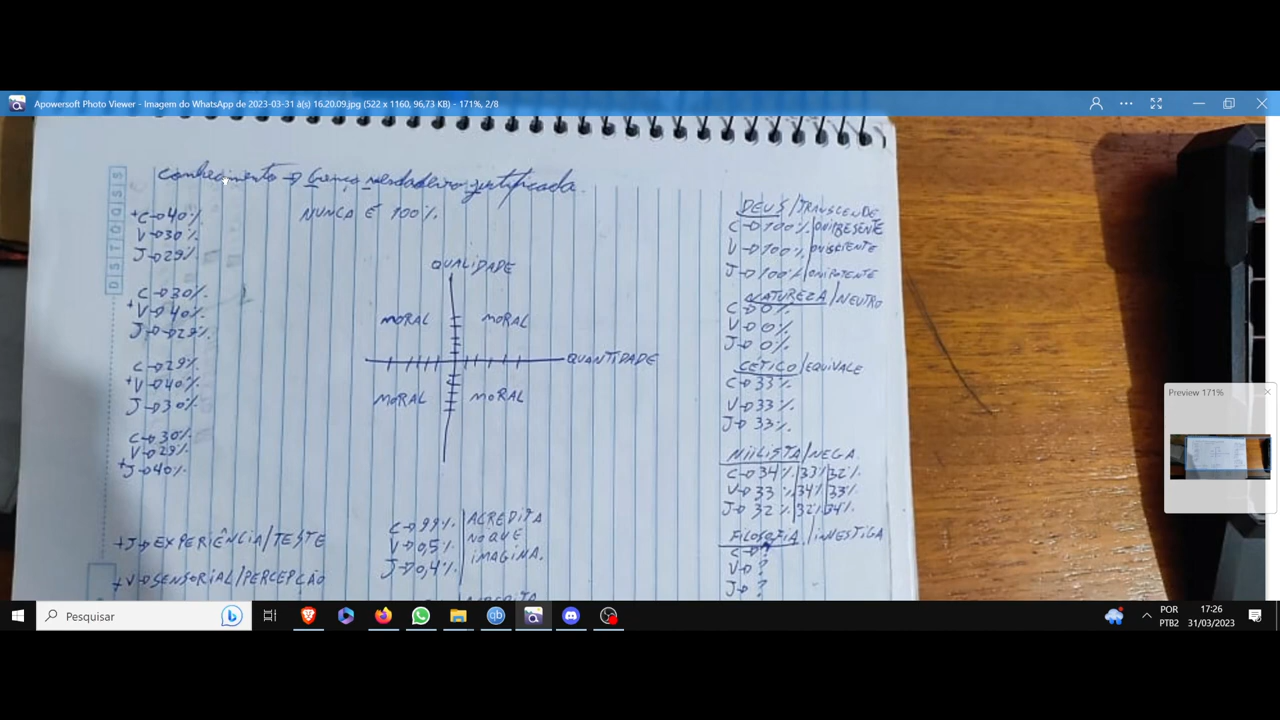 Apowersoft Photo Viewer - Imagem do WhatsApp de 2023-03-31 à(s) 16.20.09.jpg (522 x 1160, 96,73 KB) - 171%, 2/8
Conhecimento → Crença verdadeira justificada
NUNCA É 100%
+C→40%
V→30%
J→29%
C→30%
+V→40%
J→29%
C→29%
+V→40%
J→30%
C→30%
V→29%
+J→40%
+J→EXPERIÊNCIA/TESTE
+V→SENSORIAL/PERCEPÇÃO
QUALIDADE
MORAL MORAL
QUANTIDADE
MORAL MORAL
C→99% ACREDITA
V→0,5% NO QUE
J→0,4% IMAGINA.
DEUS/TRANSCENDE
C→100%/ONIPRESENTE
V→100%/ONISCIENTE
J→100%/ONIPOTENTE
NATUREZA/NEUTRO
C→0%
V→0%
J→0%
CÉTICO/EQUIVALE
C→33%
V→33%
J→33%
NIILISTA/NEGA
C→34%|33%|32%
V→33%|34%|33%
J→32%|32%|34%
FILOSOFIA/INVESTIGA
C→?
V→?
J→?
Preview 171%
D S T Q Q S S
Pesquisar
POR
PTB2
17:26
31/03/2023